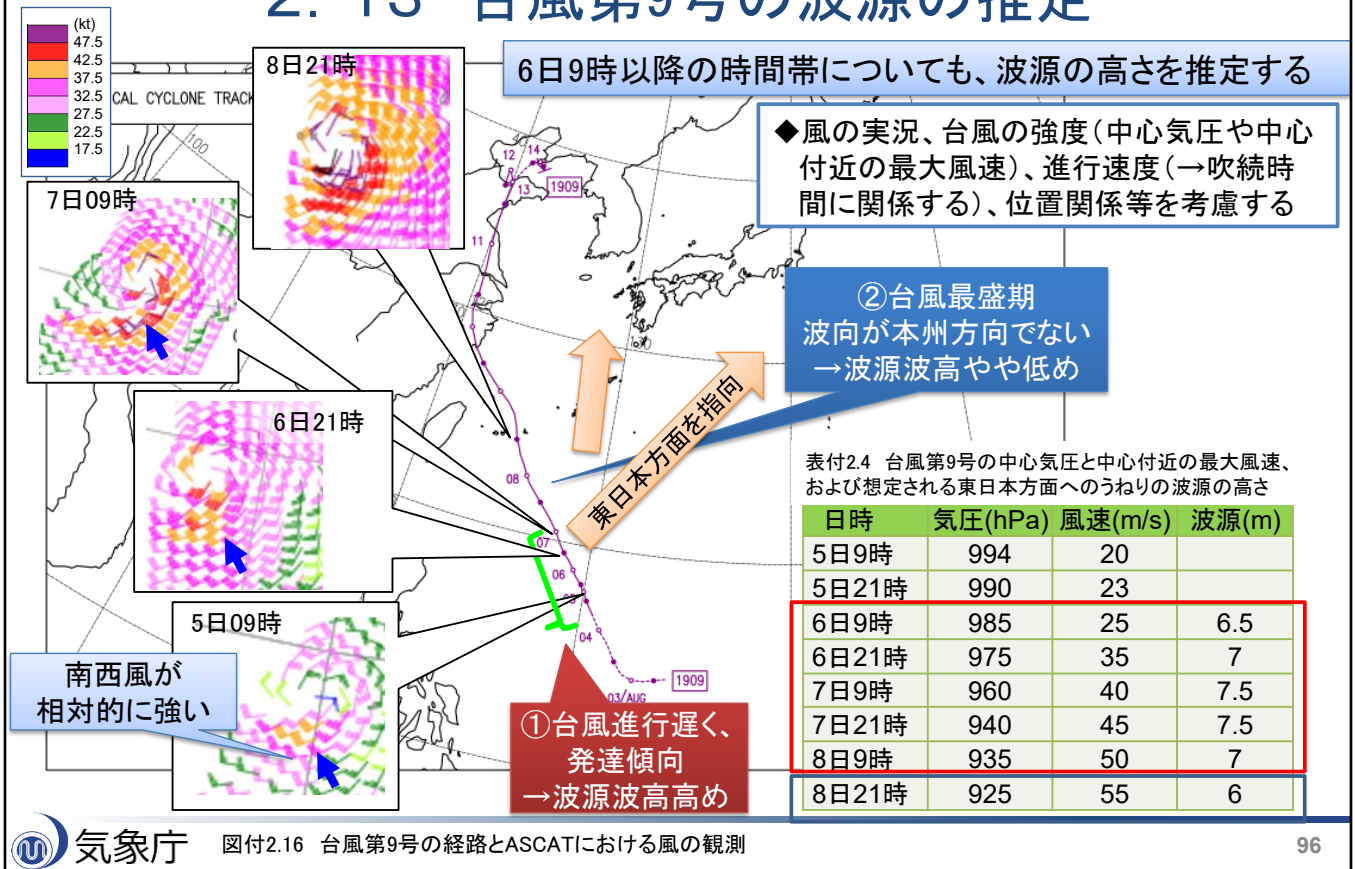 2. 13 台風第9号の波源の推定
(kt)
47.5
42.5
37.5
32.5
27.5
22.5
17.5
CAL CYCLONE TRACK
100
8日21時
6日9時以降の時間帯についても、波源の高さを推定する
◆風の実況、台風の強度(中心気圧や中心
付近の最大風速)、進行速度(→吹続時
間に関係する)、位置関係等を考慮する
7日09時
12
14
13
1909
11
130
②台風最盛期
波向が本州方向でない
→波源波高やや低め
6日21時
東日本方面を指向
08
07
06
05
04
03/AUG
1909
5日09時
南西風が
相対的に強い
①台風進行遅く、
発達傾向
→波源波高高め
表付2.4 台風第9号の中心気圧と中心付近の最大風速、
および想定される東日本方面へのうねりの波源の高さ
日時 気圧(hPa) 風速(m/s) 波源(m)
5日9時 994 20
5日21時 990 23
6日9時 985 25 6.5
6日21時 975 35 7
7日9時 960 40 7.5
7日21時 940 45 7.5
8日9時 935 50 7
8日21時 925 55 6
気象庁
図付2.16 台風第9号の経路とASCATにおける風の観測
96